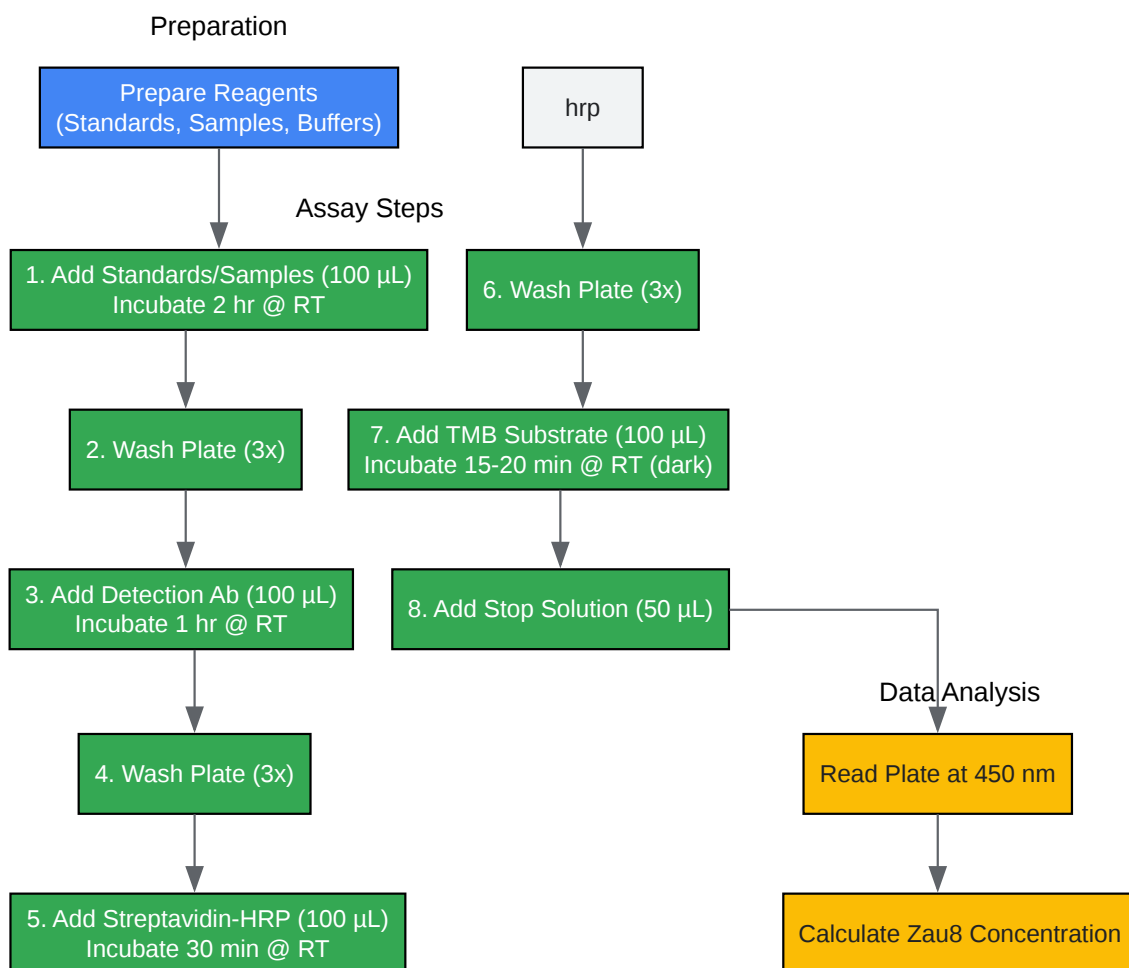 Preparation
Prepare Reagents
(Standards, Samples, Buffers)
hrp
Assay Steps
1. Add Standards/Samples (100 µL)
Incubate 2 hr @ RT
2. Wash Plate (3x)
3. Add Detection Ab (100 µL)
Incubate 1 hr @ RT
4. Wash Plate (3x)
5. Add Streptavidin-HRP (100 µL)
Incubate 30 min @ RT
6. Wash Plate (3x)
7. Add TMB Substrate (100 µL)
Incubate 15-20 min @ RT (dark)
8. Add Stop Solution (50 µL)
Data Analysis
Read Plate at 450 nm
Calculate Zau8 Concentration